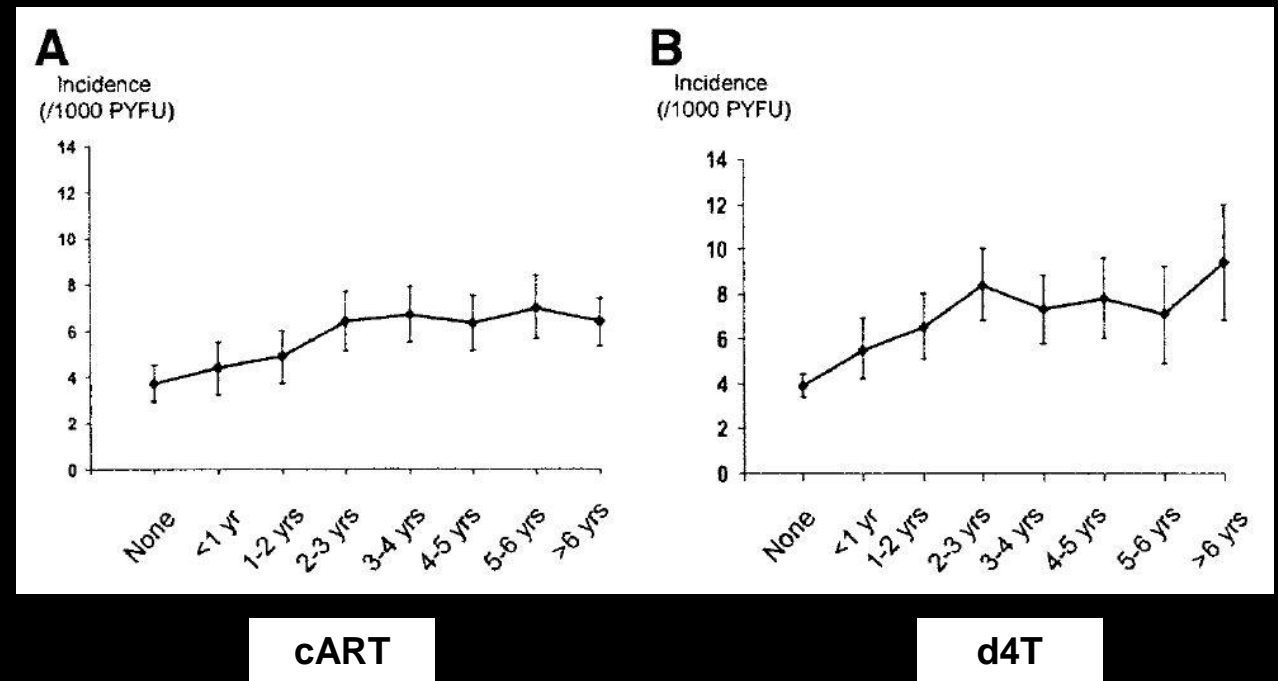 A
Incidence
(/1000 PYFU)
14
12
10
8
6
4
2
0
None
<1 yr
1-2 yrs
2-3 yrs
3-4 yrs
4-5 yrs
5-6 yrs
>6 yrs
cART
B
Incidence
(/1000 PYFU)
14
12
10
8
6
4
2
0
None
<1 yr
1-2 yrs
2-3 yrs
3-4 yrs
4-5 yrs
5-6 yrs
>6 yrs
d4T